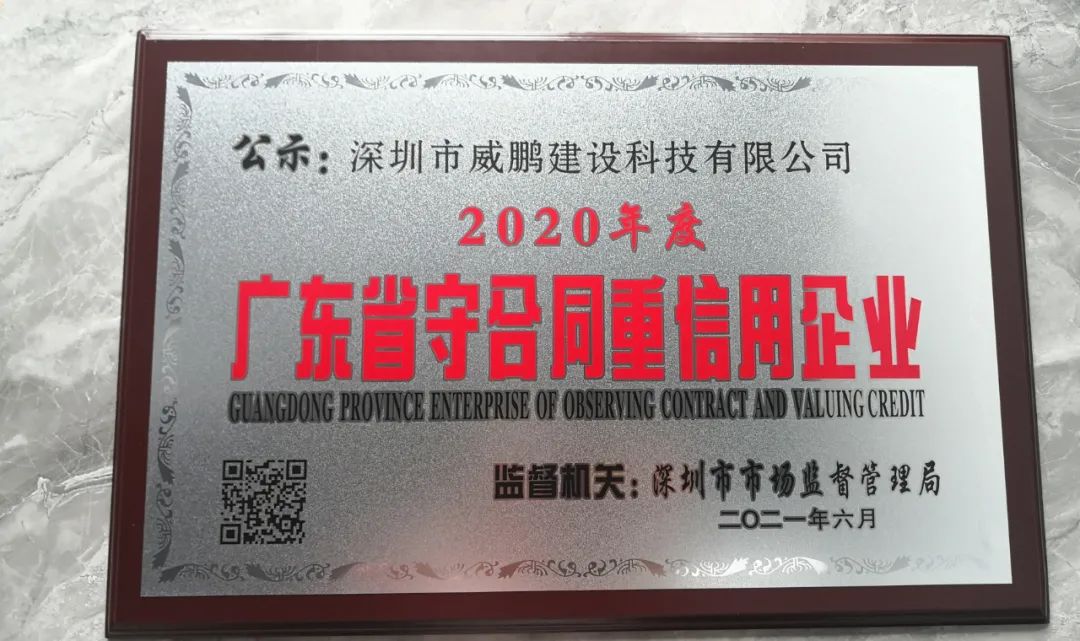 公示：深圳市威鹏建设科技有限公司
2020年度
广东省守合同重信用企业
GUANGDONG PROVINCE ENTERPRISE OF OBSERVING CONTRACT AND VALUING CREDIT
监督机关：深圳市市场监督管理局
二〇二一年六月